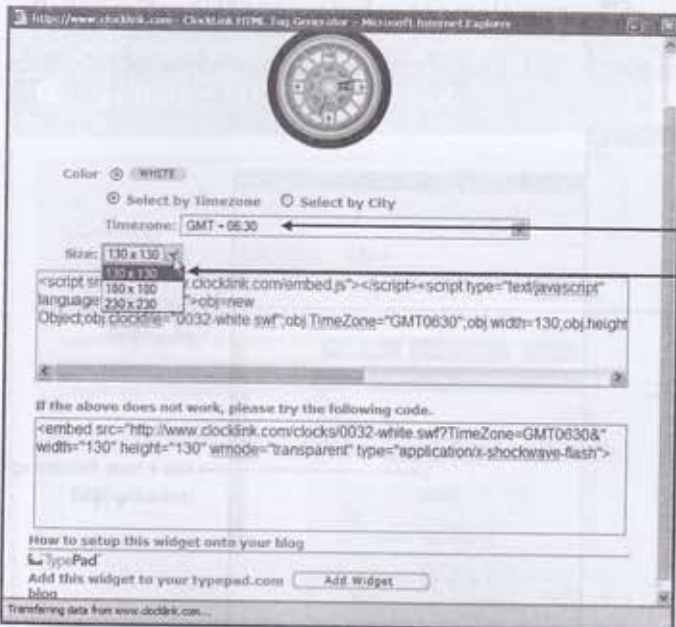 https://www.clocklink.com - ClockLink HTML Tag Generator - Microsoft Internet Explorer
Color WHITE
Select by Timezone Select by City
Timezone: GMT + 06:30
Size: 130 x 130
130 x 130
180 x 180
230 x 230
<script sr y.clocklink.com/embed.js"></script><script type="text/javascript"
language ">obj=new
Object;obj.clockfile="0032-white.swf";obj.TimeZone="GMT0630";obj.width=130;obj.height
If the above does not work, please try the following code.
<embed src="http://www.clocklink.com/clocks/0032-white.swf?TimeZone=GMT0630&"
width="130" height="130" wmode="transparent" type="application/x-shockwave-flash">
How to setup this widget onto your blog
TypePad
Add this widget to your typepad.com Add Widget
blog
Transferring data from www.clocklink.com...